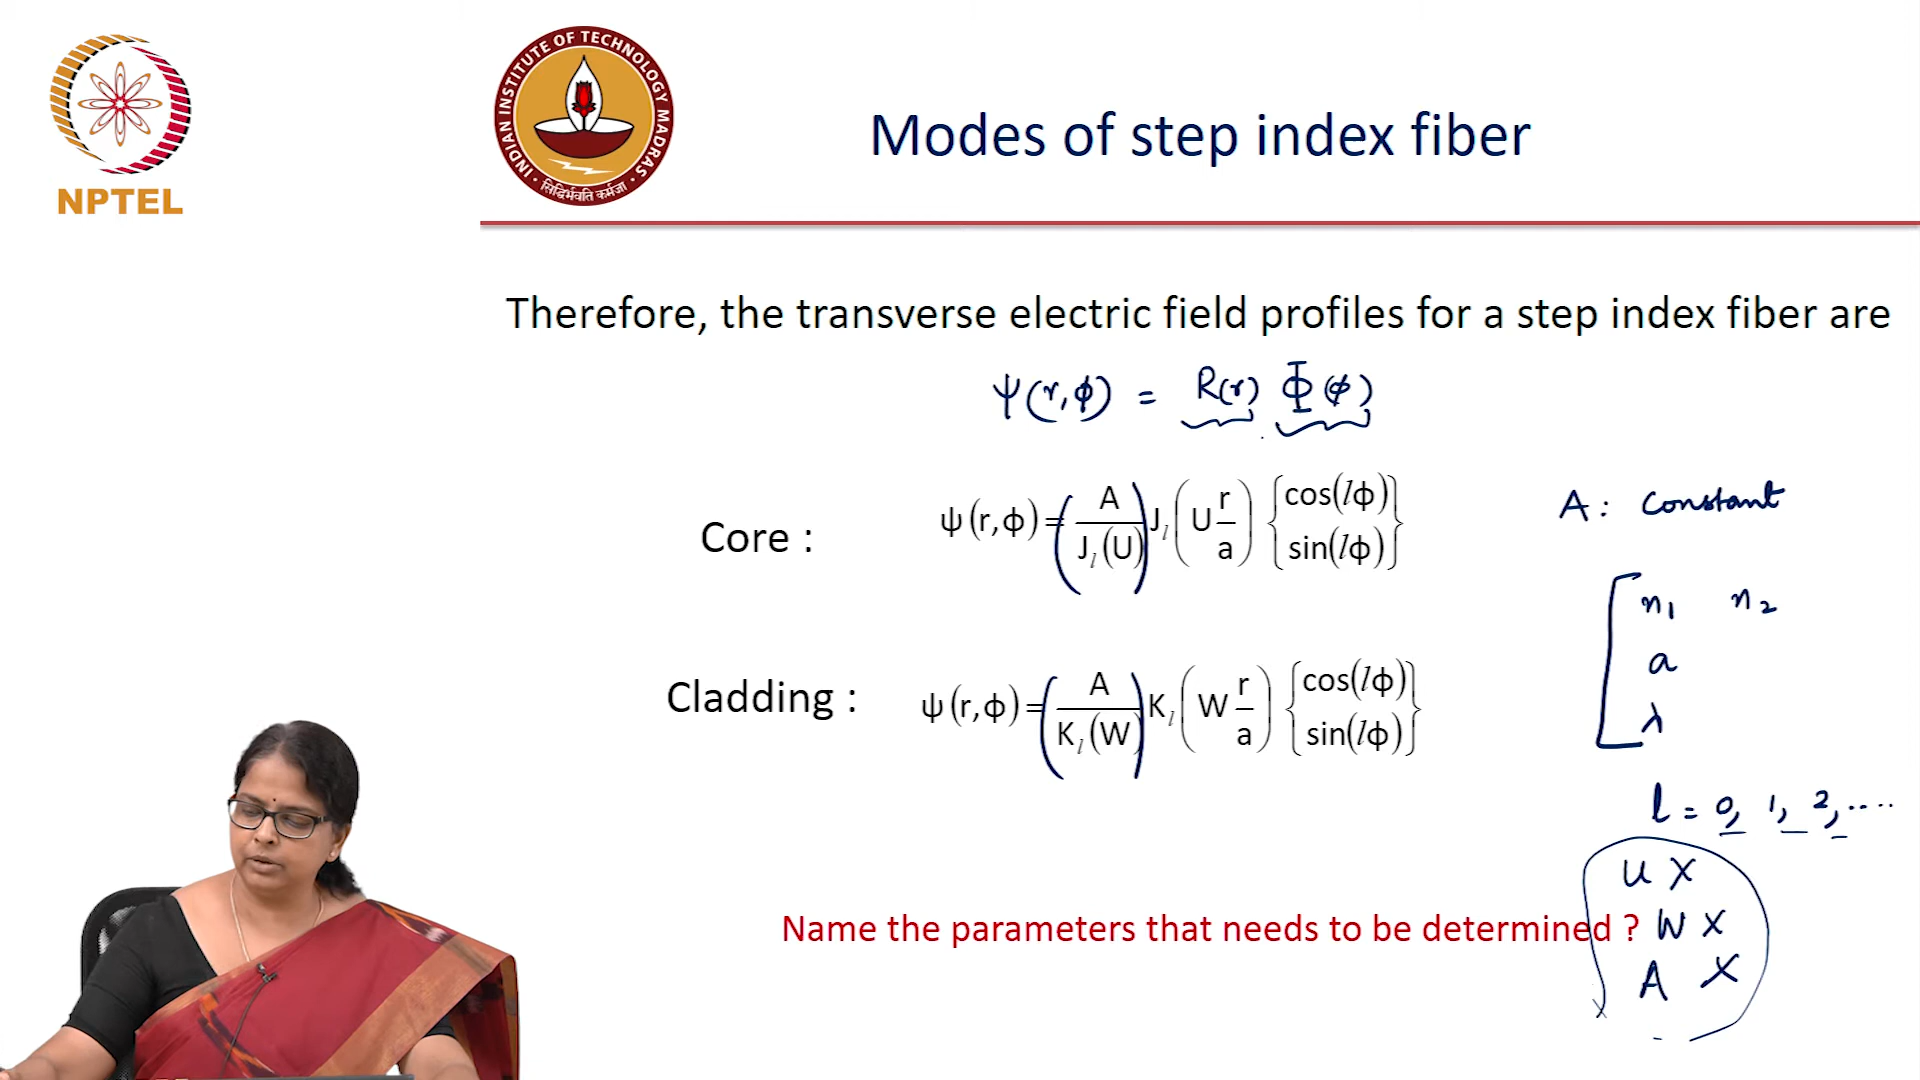 NPTEL
INDIAN INSTITUTE OF TECHNOLOGY MADRAS
सिद्धिर्भवति कर्मजा
Modes of step index fiber
Therefore, the transverse electric field profiles for a step index fiber are
Ψ(r,ϕ) = R(r) Φ(ϕ)
Core : ψ(r,ϕ)=(A/J_l(U)) J_l(U r/a) {cos(lϕ) sin(lϕ)}
A : Constant
n₁ n₂
a
λ
Cladding : ψ(r,ϕ)=(A/K_l(W)) K_l(W r/a) {cos(lϕ) sin(lϕ)}
l = 0, 1, 2, ....
U X
Name the parameters that needs to be determined ? W X
A X